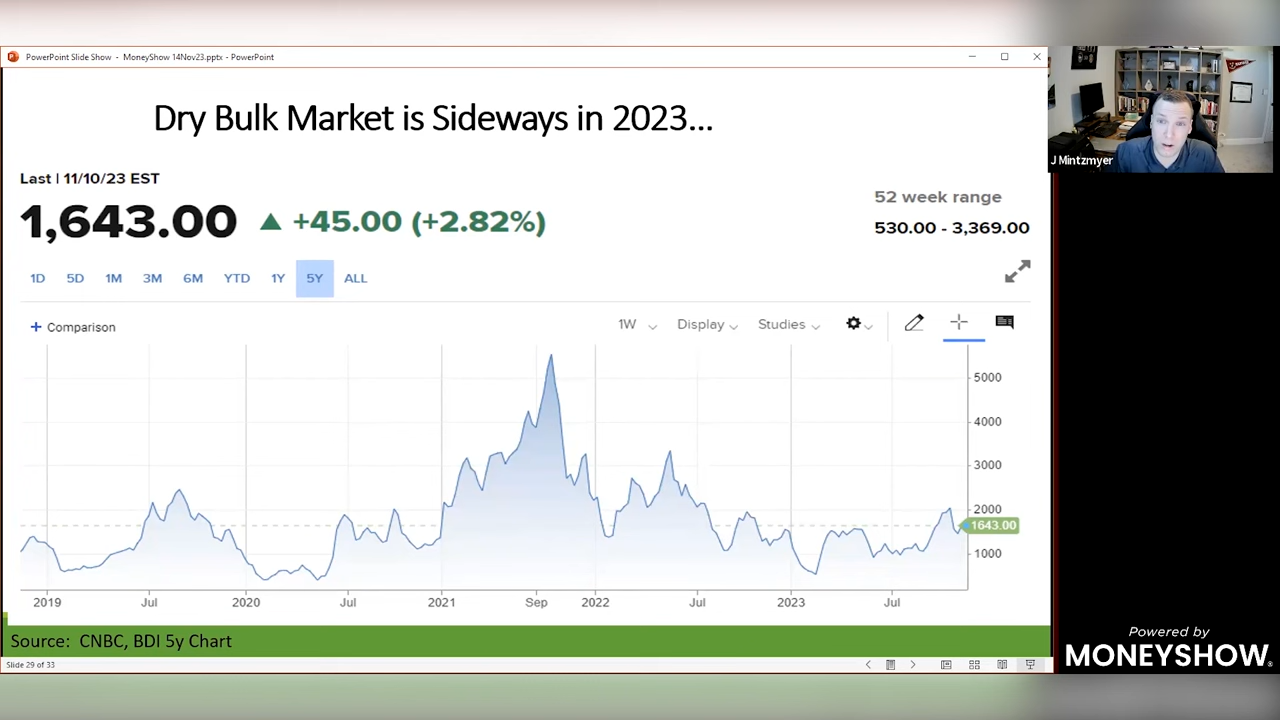 PowerPoint Slide Show - MoneyShow 14Nov23.pptx - PowerPoint
Dry Bulk Market is Sideways in 2023...
J Mintzmyer
Last | 11/10/23 EST
1,643.00 ▲ +45.00 (+2.82%)
52 week range
530.00 - 3,369.00
1D 5D 1M 3M 6M YTD 1Y 5Y ALL
+ Comparison
1W Display Studies
5000
4000
3000
2000
1643.00
1000
2019 Jul 2020 Jul 2021 Sep 2022 Jul 2023 Jul
Source: CNBC, BDI 5y Chart
Slide 29 of 33
Powered by
MONEYSHOW.